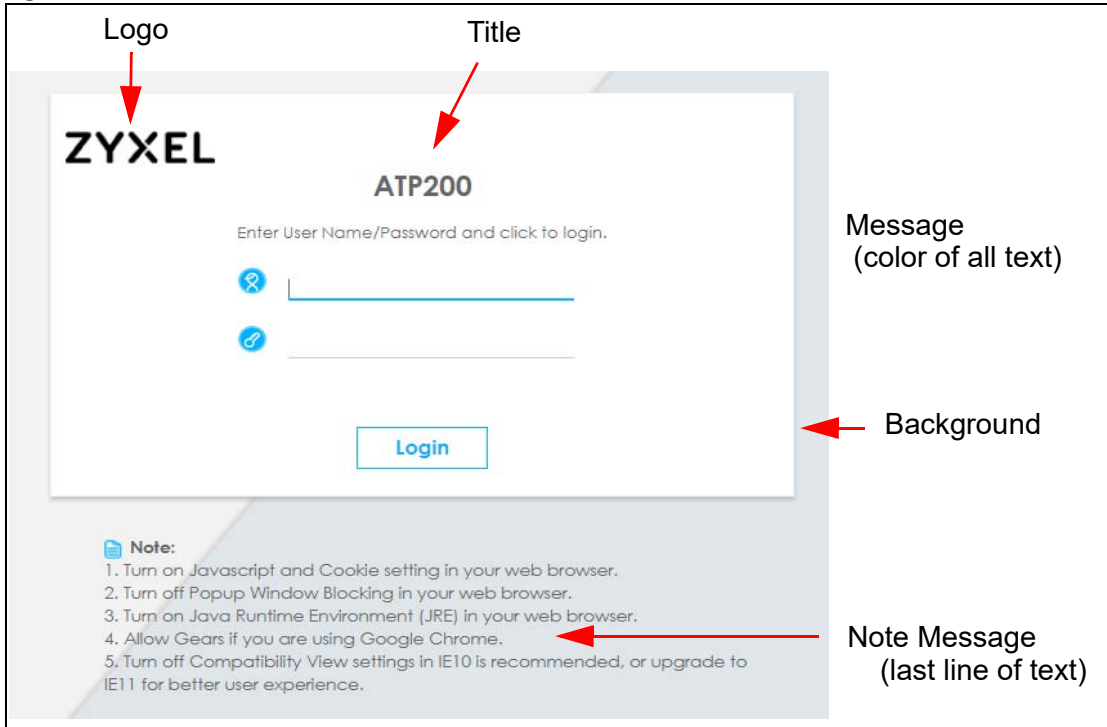 Logo
Title
ZYXEL
ATP200
Enter User Name/Password and click to login.
Message
(color of all text)
Login
Background
Note:
1. Turn on Javascript and Cookie setting in your web browser.
2. Turn off Popup Window Blocking in your web browser.
3. Turn on Java Runtime Environment (JRE) in your web browser.
4. Allow Gears if you are using Google Chrome.
5. Turn off Compatibility View settings in IE10 is recommended, or upgrade to
IE11 for better user experience.
Note Message
(last line of text)